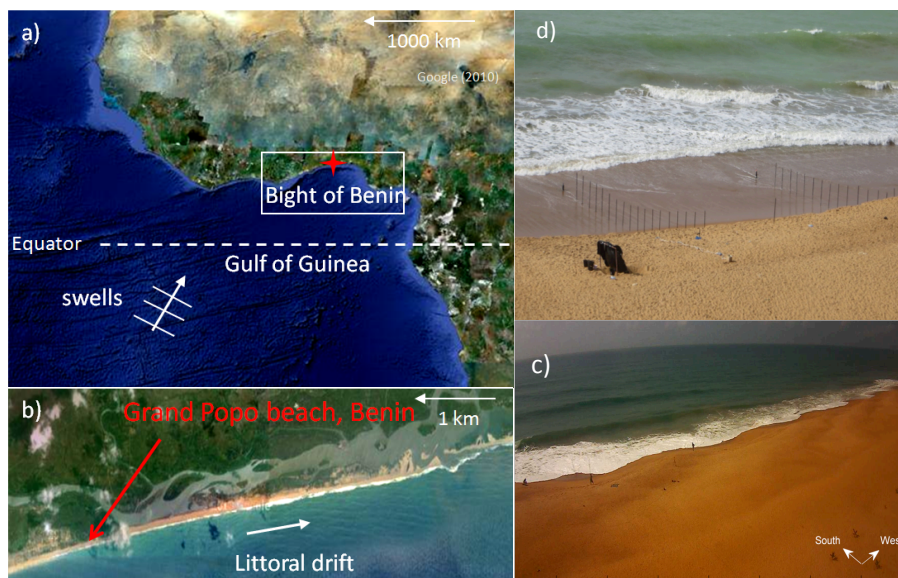 a)
1000 km
Google (2010)
Bight of Benin
Equator
Gulf of Guinea
swells
b)
Grand Popo beach, Benin
1 km
Littoral drift
d)
c)
South
Wes